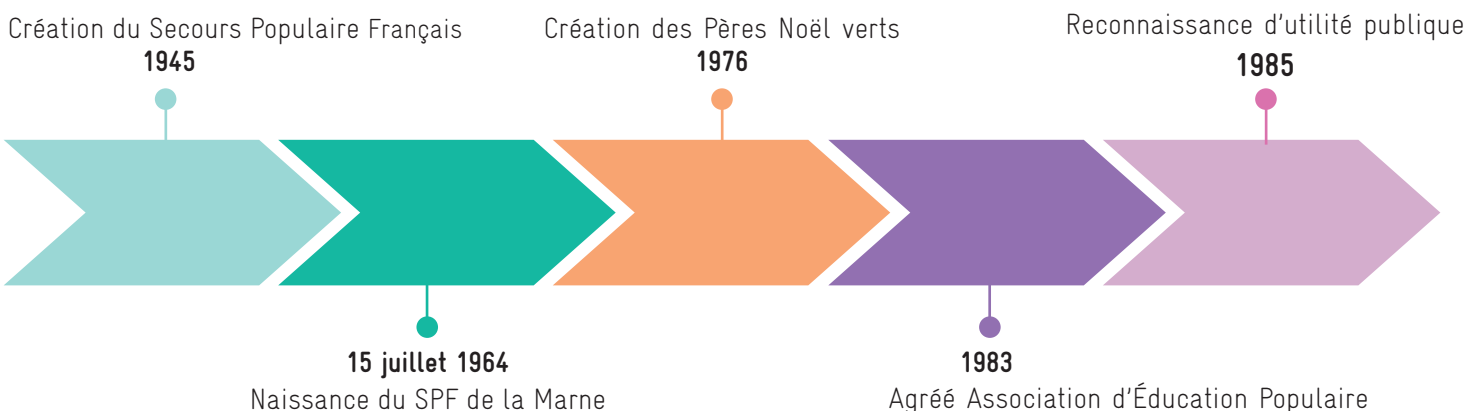 Création du Secours Populaire Français
1945
15 juillet 1964
Naissance du SPF de la Marne
Création des Pères Noël verts
1976
1983
Agréé Association d'Éducation Populaire
Reconnaissance d'utilité publique
1985